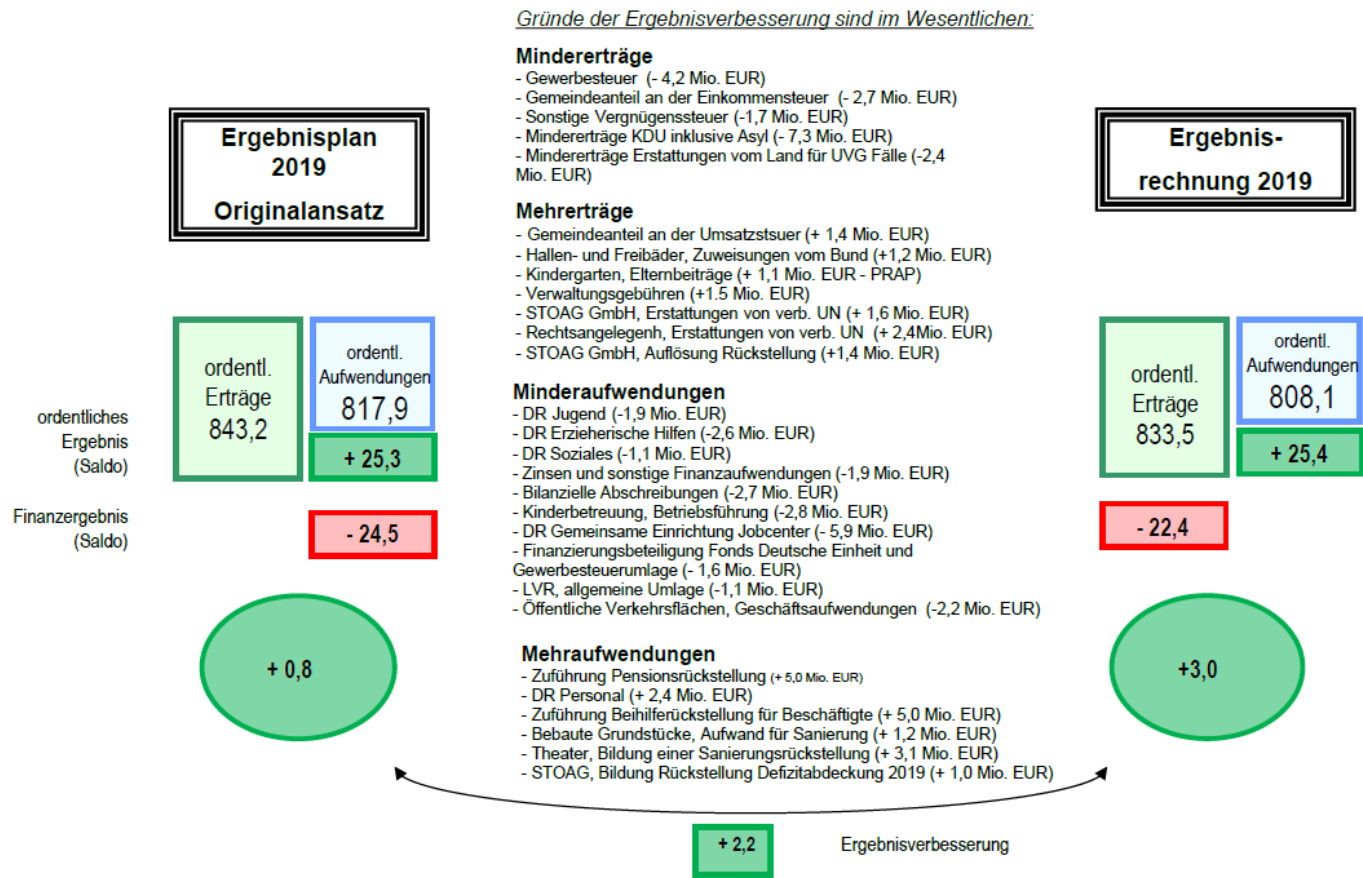 Gründe der Ergebnisverbesserung sind im Wesentlichen:
Ergebnisplan
2019
Originalansatz
ordentl.
Erträge
843,2
ordentl.
Aufwendungen
817,9
ordentliches
Ergebnis
(Saldo)
+ 25,3
Finanzergebnis
(Saldo)
- 24,5
+ 0,8
Mindererträge
- Gewerbesteuer (- 4,2 Mio. EUR)
- Gemeindeanteil an der Einkommensteuer (- 2,7 Mio. EUR)
- Sonstige Vergnügenssteuer (-1,7 Mio. EUR)
- Mindererträge KDU inklusive Asyl (- 7,3 Mio. EUR)
- Mindererträge Erstattungen vom Land für UVG Fälle (-2,4
Mio. EUR)
Mehrerträge
- Gemeindeanteil an der Umsatzstsuer (+ 1,4 Mio. EUR)
- Hallen- und Freibäder, Zuweisungen vom Bund (+1,2 Mio. EUR)
- Kindergarten, Elternbeiträge (+ 1,1 Mio. EUR - PRAP)
- Verwaltungsgebühren (+1.5 Mio. EUR)
- STOAG GmbH, Erstattungen von verb. UN (+ 1,6 Mio. EUR)
- Rechtsangelegenh, Erstattungen von verb. UN (+ 2,4Mio. EUR)
- STOAG GmbH, Auflösung Rückstellung (+1,4 Mio. EUR)
Minderaufwendungen
- DR Jugend (-1,9 Mio. EUR)
- DR Erzieherische Hilfen (-2,6 Mio. EUR)
- DR Soziales (-1,1 Mio. EUR)
- Zinsen und sonstige Finanzaufwendungen (-1,9 Mio. EUR)
- Bilanzielle Abschreibungen (-2,7 Mio. EUR)
- Kinderbetreuung, Betriebsführung (-2,8 Mio. EUR)
- DR Gemeinsame Einrichtung Jobcenter (- 5,9 Mio. EUR)
- Finanzierungsbeteiligung Fonds Deutsche Einheit und
Gewerbesteuerumlage (- 1,6 Mio. EUR)
- LVR, allgemeine Umlage (-1,1 Mio. EUR)
- Öffentliche Verkehrsflächen, Geschäftsaufwendungen (-2,2 Mio. EUR)
Mehraufwendungen
- Zuführung Pensionsrückstellung (+ 5,0 Mio. EUR)
- DR Personal (+ 2,4 Mio. EUR)
- Zuführung Beihilferückstellung für Beschäftigte (+ 5,0 Mio. EUR)
- Bebaute Grundstücke, Aufwand für Sanierung (+ 1,2 Mio. EUR)
- Theater, Bildung einer Sanierungsrückstellung (+ 3,1 Mio. EUR)
- STOAG, Bildung Rückstellung Defizitabdeckung 2019 (+ 1,0 Mio. EUR)
Ergebnis-
rechnung 2019
ordentl.
Erträge
833,5
ordentl.
Aufwendungen
808,1
+ 25,4
- 22,4
+3,0
+ 2,2
Ergebnisverbesserung